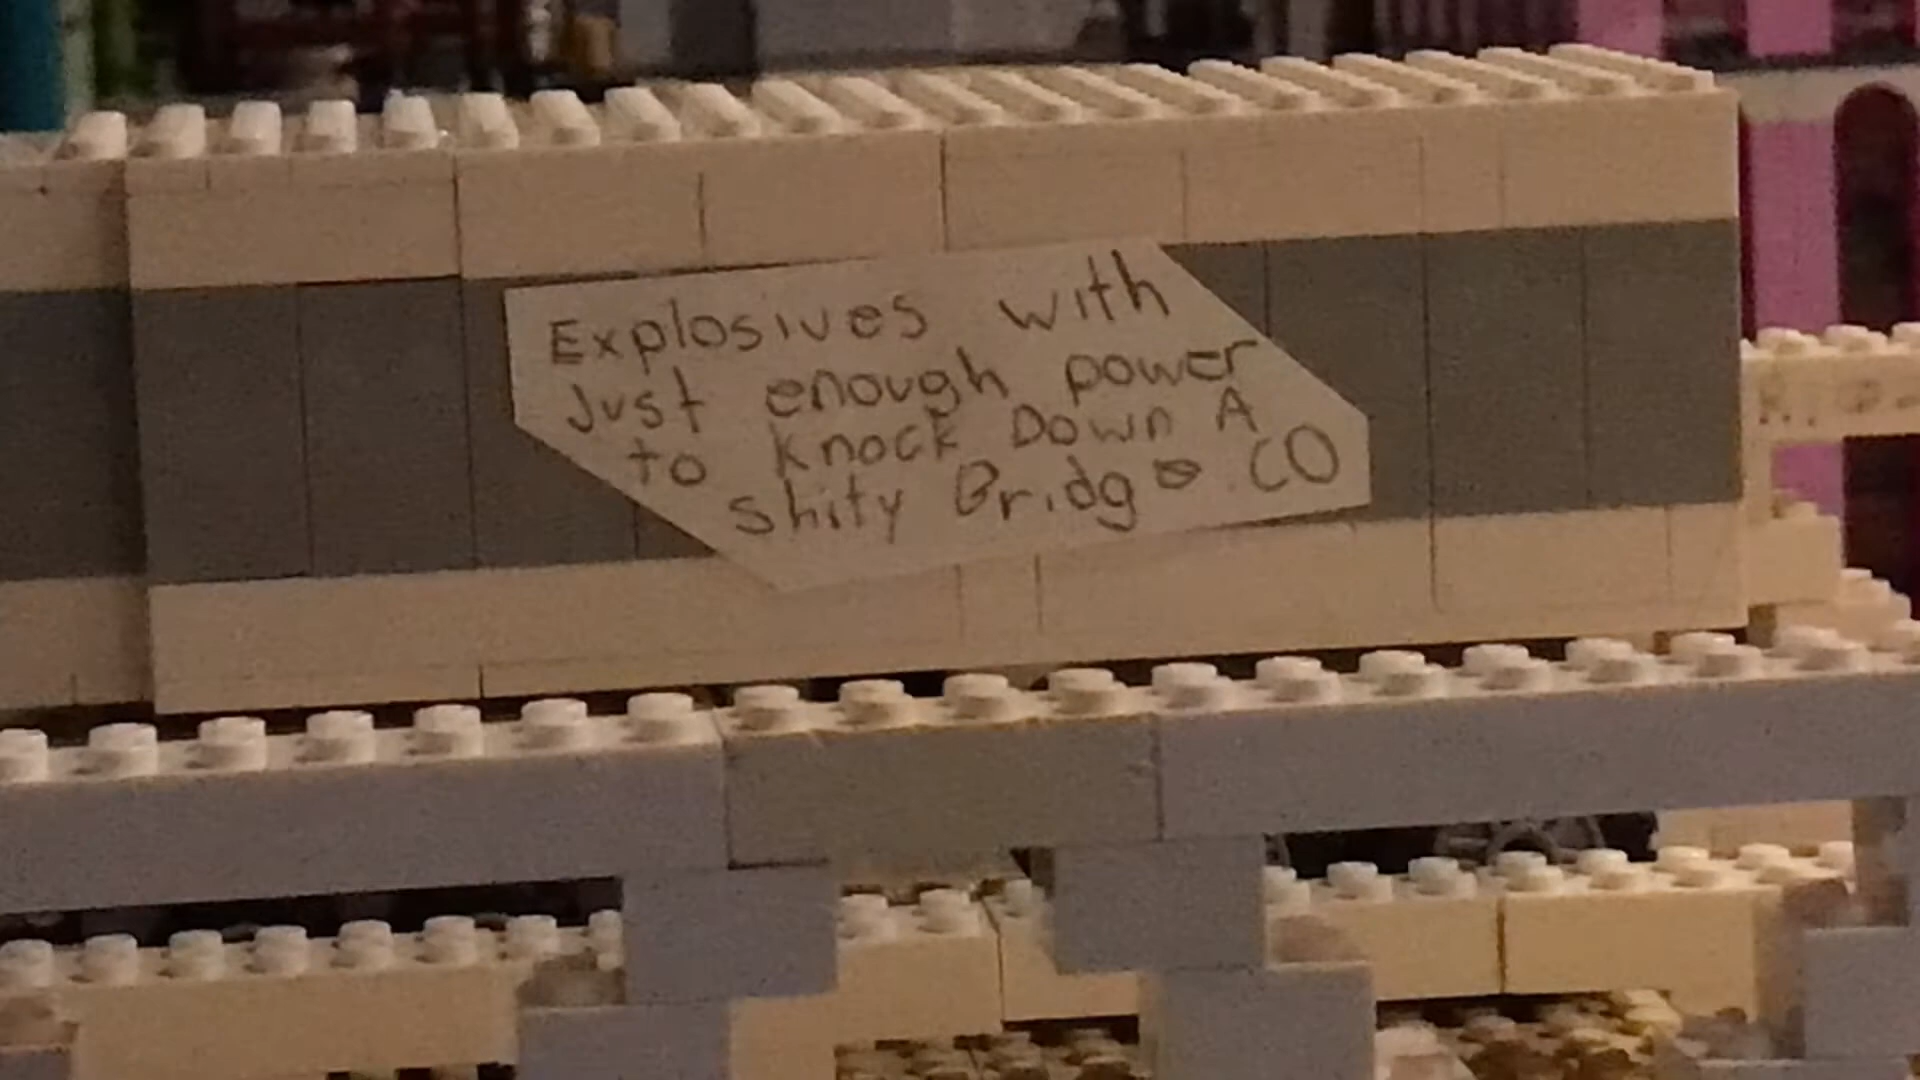 Explosives with
Just enough power
to knock Down A
shity Bridge.CO